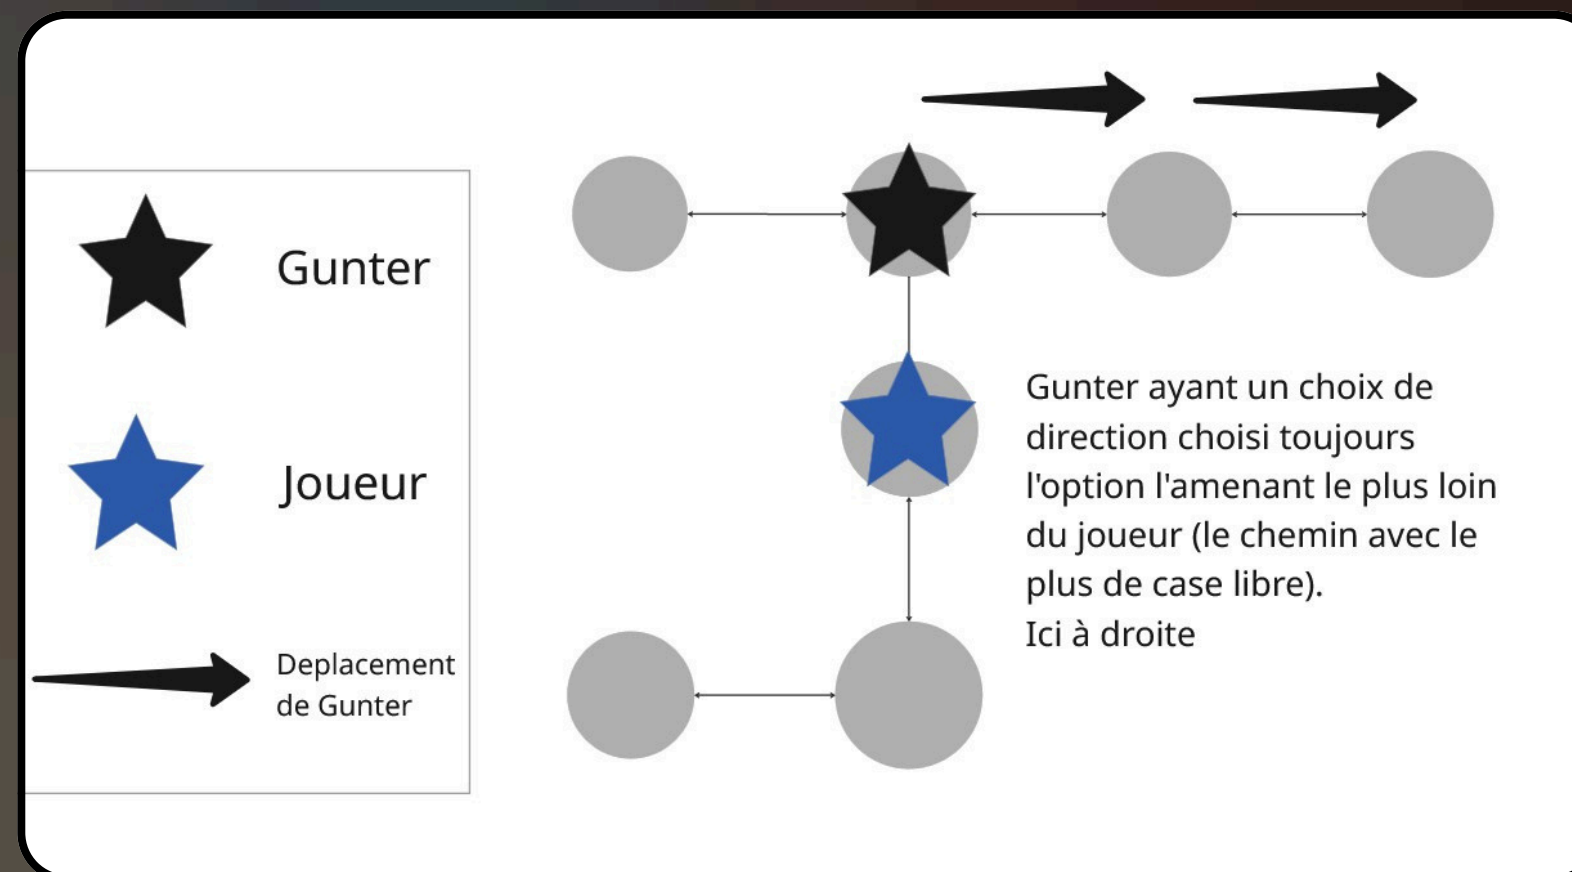 Gunter
Joueur
Deplacement
de Gunter
Gunter ayant un choix de
direction choisi toujours
l'option l'amenant le plus loin
du joueur (le chemin avec le
plus de case libre).
Ici à droite